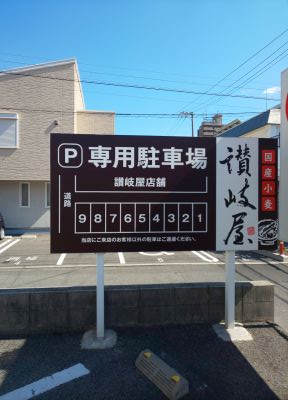 P 専用駐車場
讃岐屋店舗
道路
9 8 7 6 5 4 3 2 1
当店にご来店のお客様以外の駐車はご遠慮ください。
讃岐屋
国産小麦